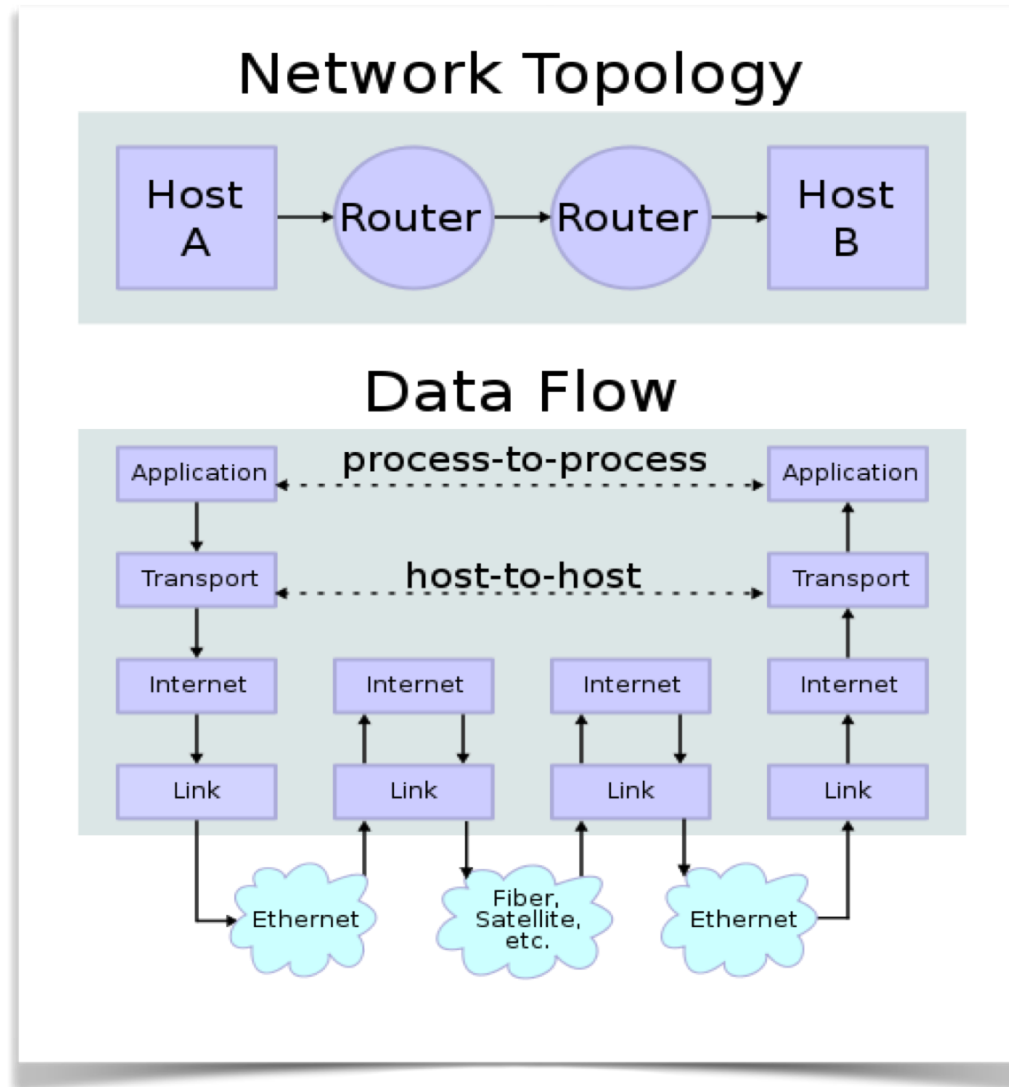 Network Topology
Host
A
Router
Router
Host
B
Data Flow
Application
process-to-process
Application
Transport
host-to-host
Transport
Internet
Internet
Internet
Internet
Link
Link
Link
Link
Ethernet
Fiber,
Satellite,
etc.
Ethernet